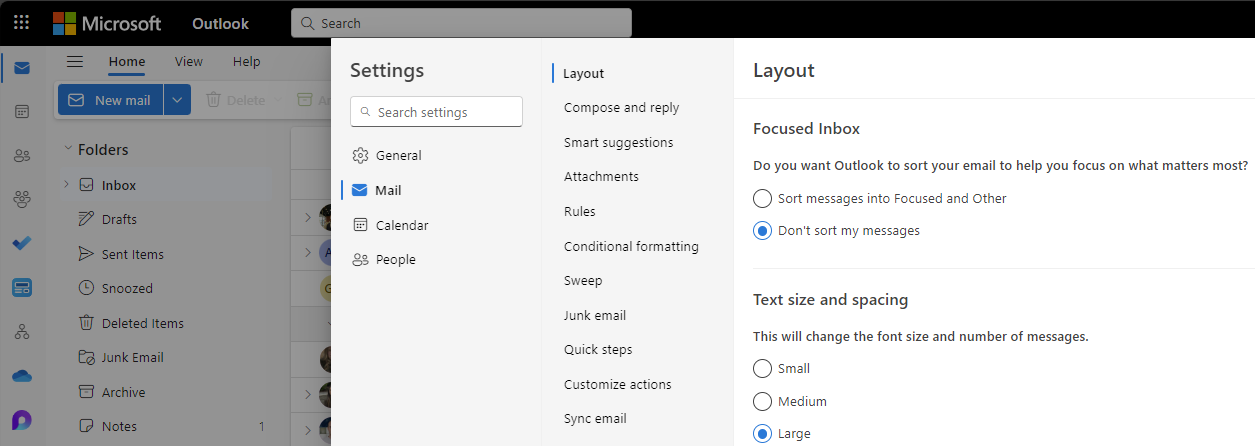 Microsoft Outlook Search
Home View Help
New mail Delete
Folders
Inbox
Drafts
Sent Items
Snoozed
Deleted Items
Junk Email
Archive
Notes 1
Settings
Search settings
General
Mail
Calendar
People
Layout
Compose and reply
Smart suggestions
Attachments
Rules
Conditional formatting
Sweep
Junk email
Quick steps
Customize actions
Sync email
Layout
Focused Inbox
Do you want Outlook to sort your email to help you focus on what matters most?
Sort messages into Focused and Other
Don't sort my messages
Text size and spacing
This will change the font size and number of messages.
Small
Medium
Large